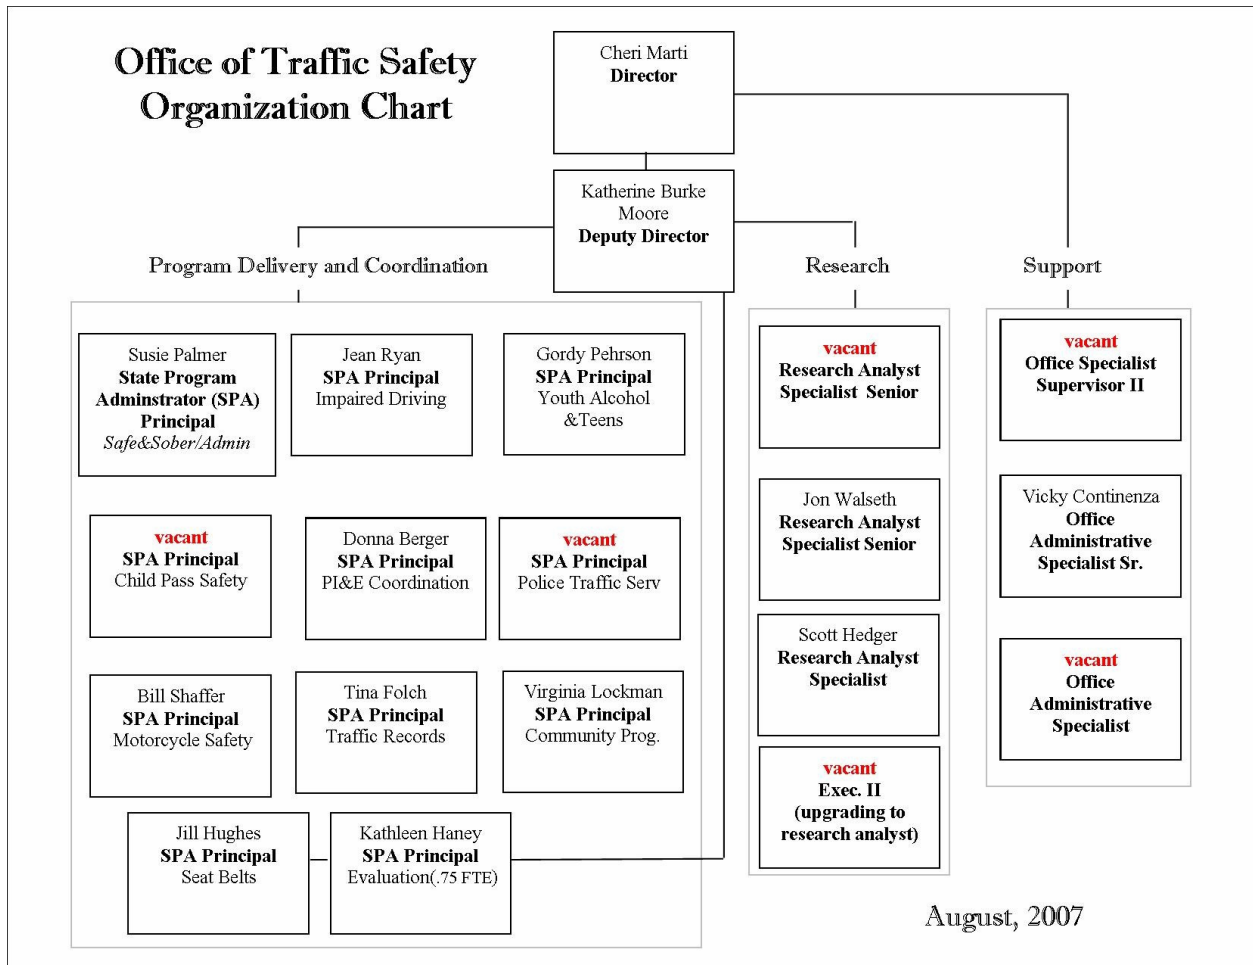 Office of Traffic Safety
Organization Chart
Cheri Marti
Director
Katherine Burke
Moore
Deputy Director
Program Delivery and Coordination
Research
Support
Susie Palmer
State Program
Adminstrator (SPA)
Principal
Safe&Sober/Admin
Jean Ryan
SPA Principal
Impaired Driving
Gordy Pehrson
SPA Principal
Youth Alcohol
&Teens
vacant
SPA Principal
Child Pass Safety
Donna Berger
SPA Principal
PI&E Coordination
vacant
SPA Principal
Police Traffic Serv
Bill Shaffer
SPA Principal
Motorcycle Safety
Tina Folch
SPA Principal
Traffic Records
Virginia Lockman
SPA Principal
Community Prog.
Jill Hughes
SPA Principal
Seat Belts
Kathleen Haney
SPA Principal
Evaluation(.75 FTE)
vacant
Research Analyst
Specialist Senior
Jon Walseth
Research Analyst
Specialist Senior
Scott Hedger
Research Analyst
Specialist
vacant
Exec. II
(upgrading to
research analyst)
vacant
Office Specialist
Supervisor II
Vicky Continenza
Office
Administrative
Specialist Sr.
vacant
Office
Administrative
Specialist
August, 2007